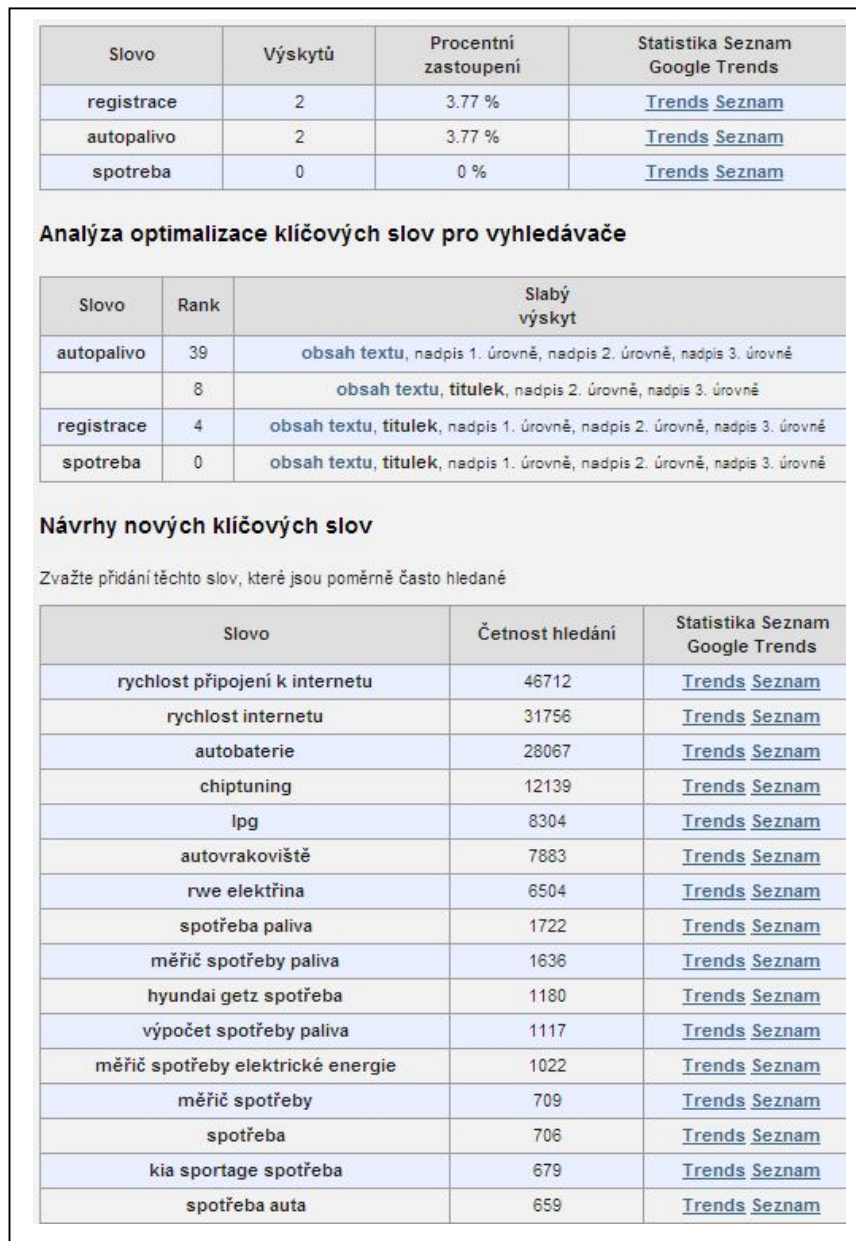 Slovo Výskytů Procentní zastoupení Statistika Seznam Google Trends
registrace 2 3.77 % Trends Seznam
autopalivo 2 3.77 % Trends Seznam
spotreba 0 0 % Trends Seznam
Analýza optimalizace klíčových slov pro vyhledávače
Slovo Rank Slabý výskyt
autopalivo 39 obsah textu, nadpis 1. úrovně, nadpis 2. úrovně, nadpis 3. úrovně
8 obsah textu, titulek, nadpis 2. úrovně, nadpis 3. úrovně
registrace 4 obsah textu, titulek, nadpis 1. úrovně, nadpis 2. úrovně, nadpis 3. úrovně
spotreba 0 obsah textu, titulek, nadpis 1. úrovně, nadpis 2. úrovně, nadpis 3. úrovně
Návrhy nových klíčových slov
Zvažte přidání těchto slov, které jsou poměrně často hledané
Slovo Četnost hledání Statistika Seznam Google Trends
rychlost připojení k internetu 46712 Trends Seznam
rychlost internetu 31756 Trends Seznam
autobaterie 28067 Trends Seznam
chiptuning 12139 Trends Seznam
lpg 8304 Trends Seznam
autovrakoviště 7883 Trends Seznam
rwe elektřina 6504 Trends Seznam
spotřeba paliva 1722 Trends Seznam
měřič spotřeby paliva 1636 Trends Seznam
hyundai getz spotřeba 1180 Trends Seznam
výpočet spotřeby paliva 1117 Trends Seznam
měřič spotřeby elektrické energie 1022 Trends Seznam
měřič spotřeby 709 Trends Seznam
spotřeba 706 Trends Seznam
kia sportage spotřeba 679 Trends Seznam
spotřeba auta 659 Trends Seznam